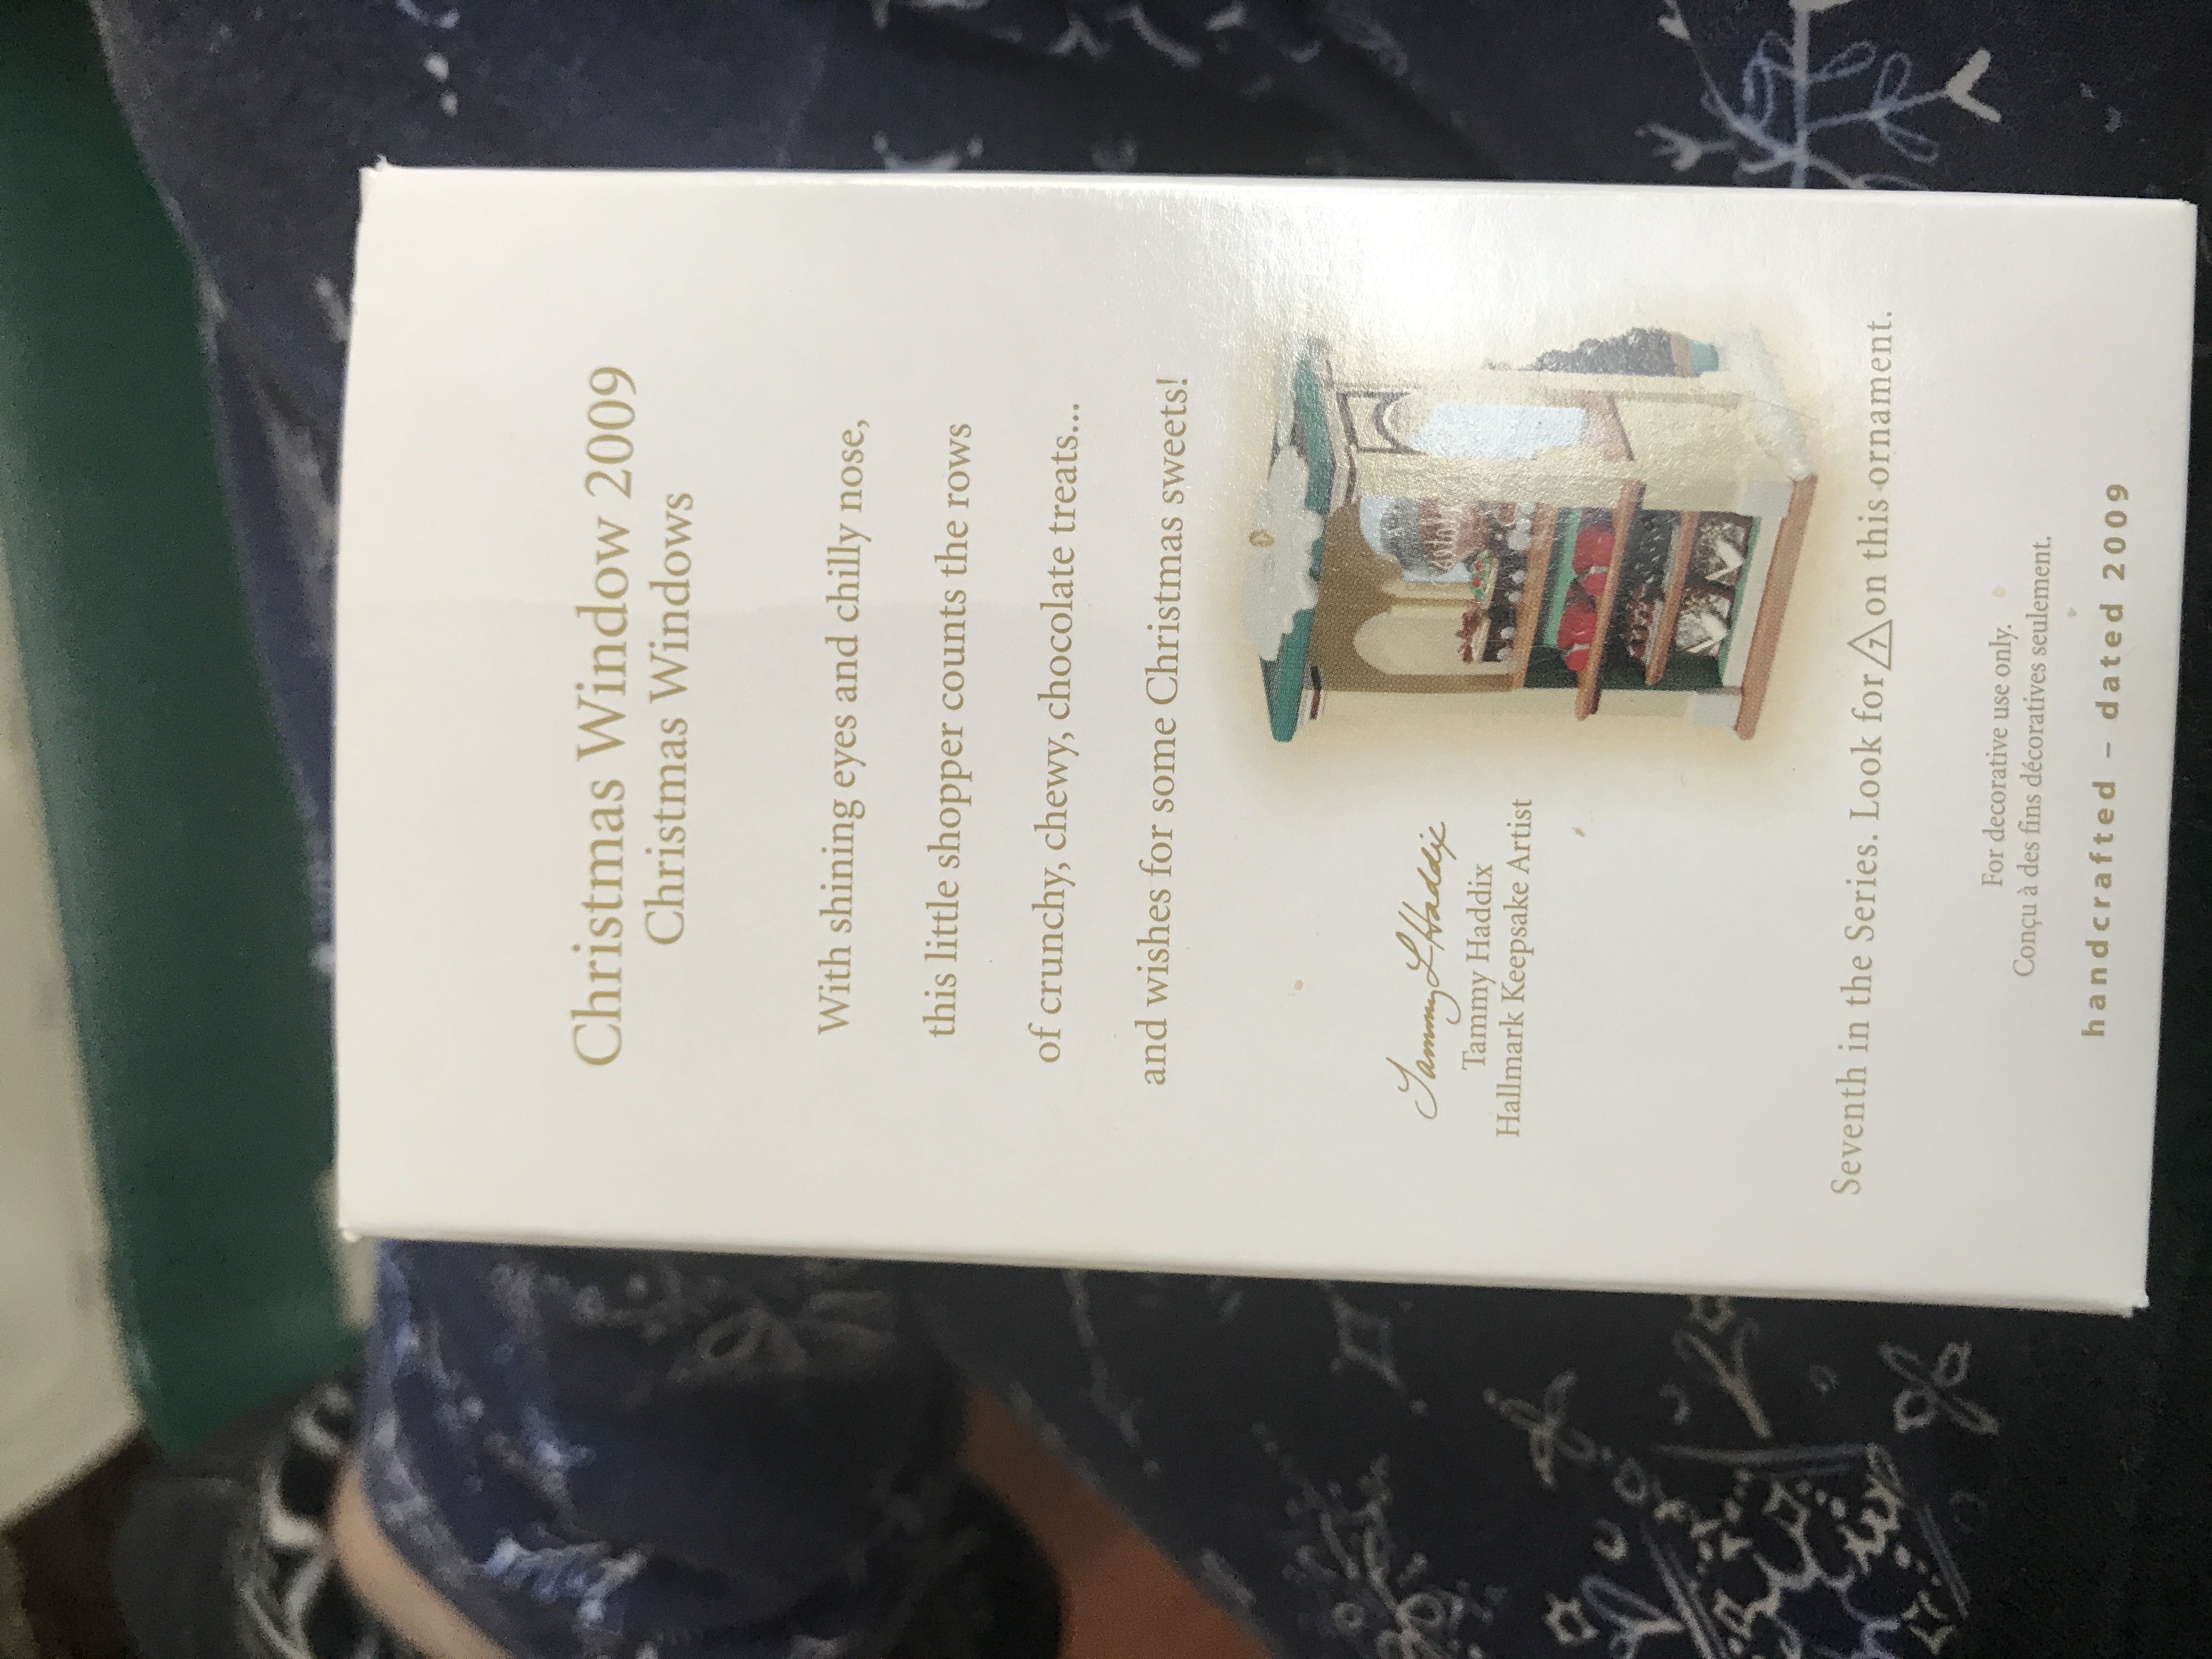 Christmas Window 2009
Christmas Windows
With shining eyes and chilly nose,
this little shopper counts the rows
of crunchy, chewy, chocolate treats...
and wishes for some Christmas sweets!
Tammy L Haddix
Tammy Haddix
Hallmark Keepsake Artist
Seventh in the Series. Look for 7 on this ornament.
For decorative use only.
Conçu à des fins décoratives seulement.
handcrafted – dated 2009